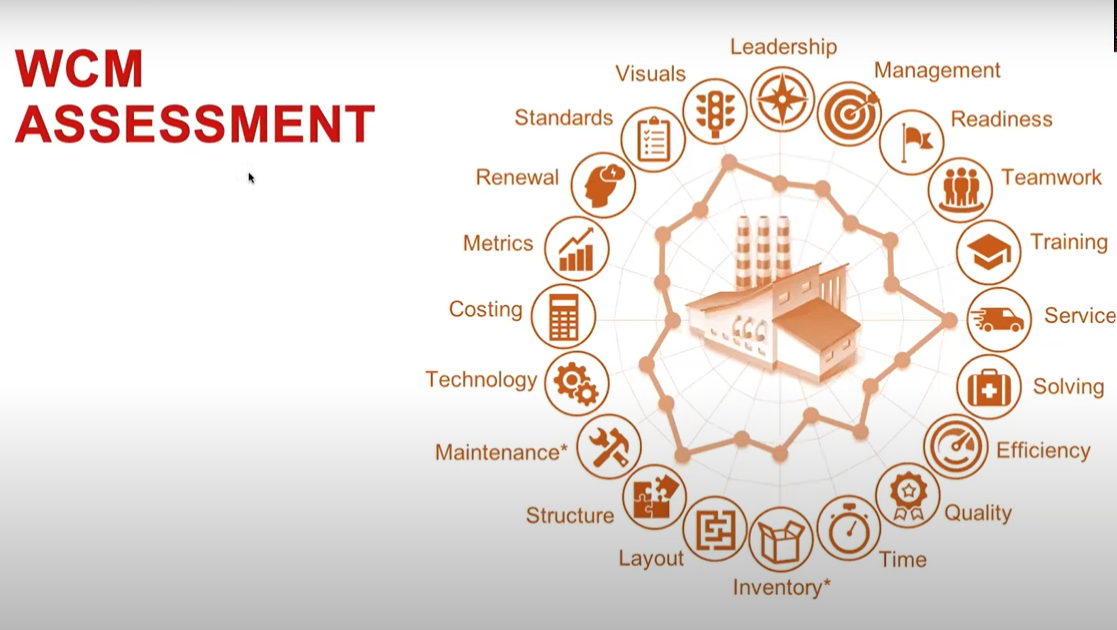 WCM
ASSESSMENT
Leadership
Management
Readiness
Teamwork
Training
Service
Solving
Efficiency
Quality
Time
Inventory*
Layout
Structure
Maintenance*
Technology
Costing
Metrics
Renewal
Standards
Visuals